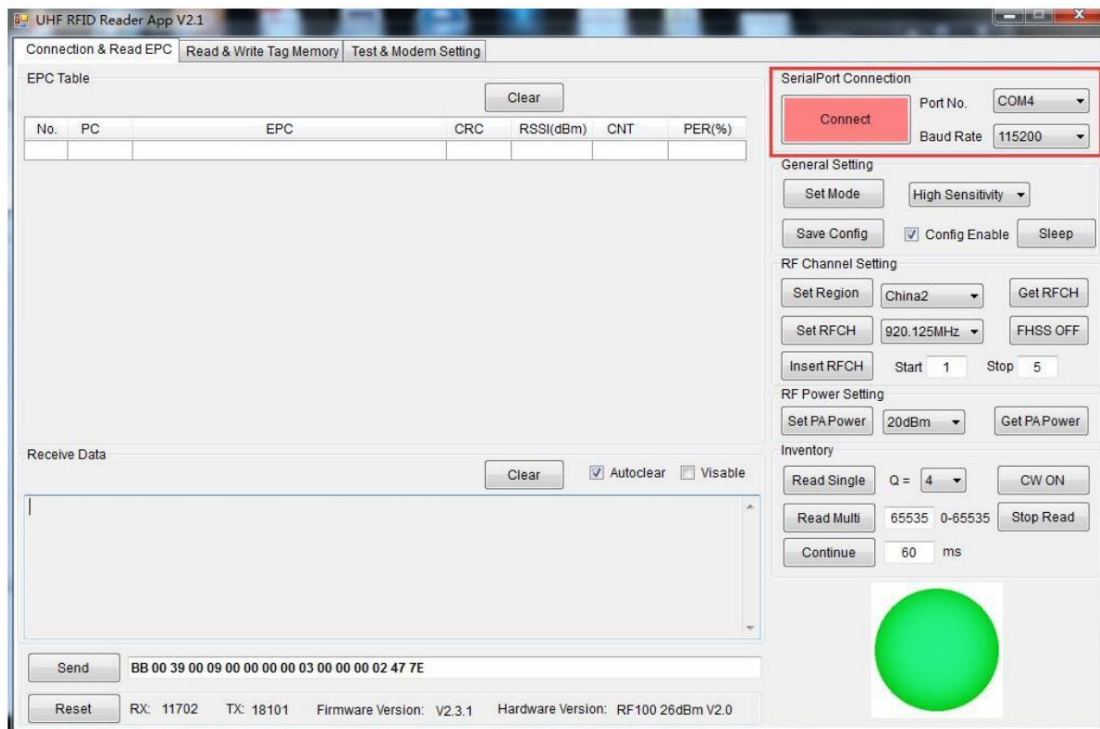 UHF RFID Reader App V2.1
Connection & Read EPC Read & Write Tag Memory Test & Modem Setting
EPC Table
Clear
No. PC EPC CRC RSSI(dBm) CNT PER(%)
Receive Data
Clear Autoclear Visable
Send BB 00 39 00 09 00 00 00 00 03 00 00 00 02 47 7E
Reset RX: 11702 TX: 18101 Firmware Version: V2.3.1 Hardware Version: RF100 26dBm V2.0
SerialPort Connection
Connect
Port No. COM4
Baud Rate 115200
General Setting
Set Mode High Sensitivity
Save Config Config Enable Sleep
RF Channel Setting
Set Region China2 Get RFCH
Set RFCH 920.125MHz FHSS OFF
Insert RFCH Start 1 Stop 5
RF Power Setting
Set PA Power 20dBm Get PA Power
Inventory
Read Single Q = 4 CW ON
Read Multi 65535 0-65535 Stop Read
Continue 60 ms